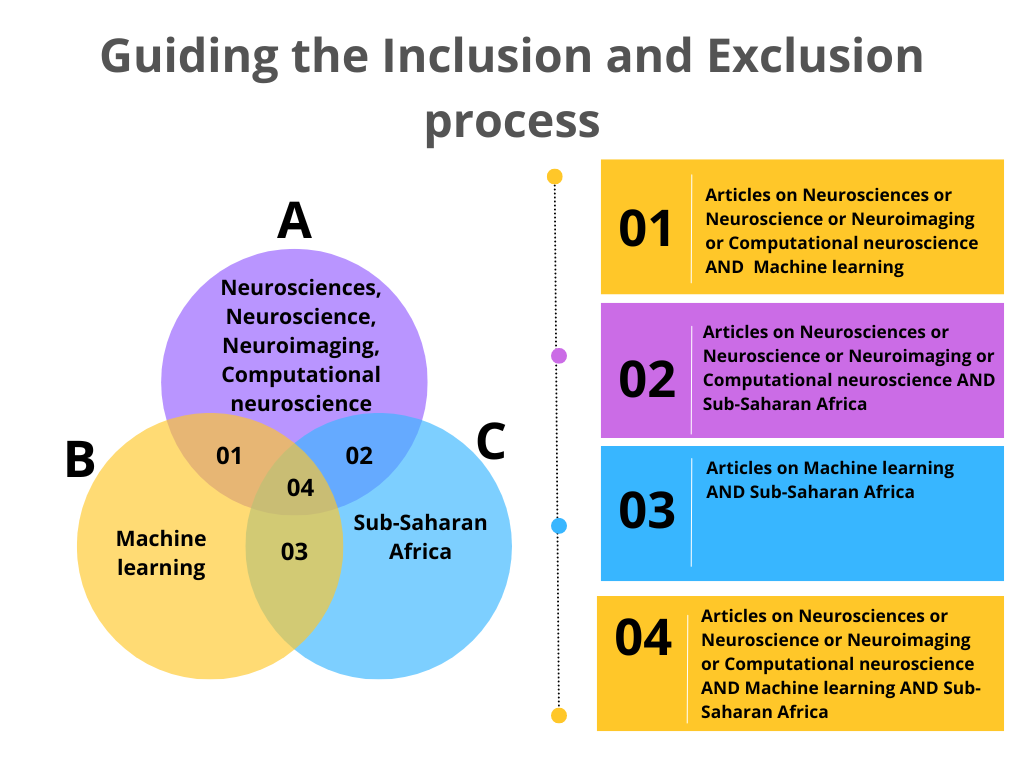 Guiding the Inclusion and Exclusion
process
A
Neurosciences,
Neuroscience,
Neuroimaging,
Computational
neuroscience
B
C
01
02
04
03
Machine
learning
Sub-Saharan
Africa
01
Articles on Neurosciences or
Neuroscience or Neuroimaging
or Computational neuroscience
AND Machine learning
02
Articles on Neurosciences or
Neuroscience or Neuroimaging or
Computational neuroscience AND
Sub-Saharan Africa
03
Articles on Machine learning
AND Sub-Saharan Africa
04
Articles on Neurosciences or
Neuroscience or Neuroimaging
or Computational neuroscience
AND Machine learning AND Sub-
Saharan Africa